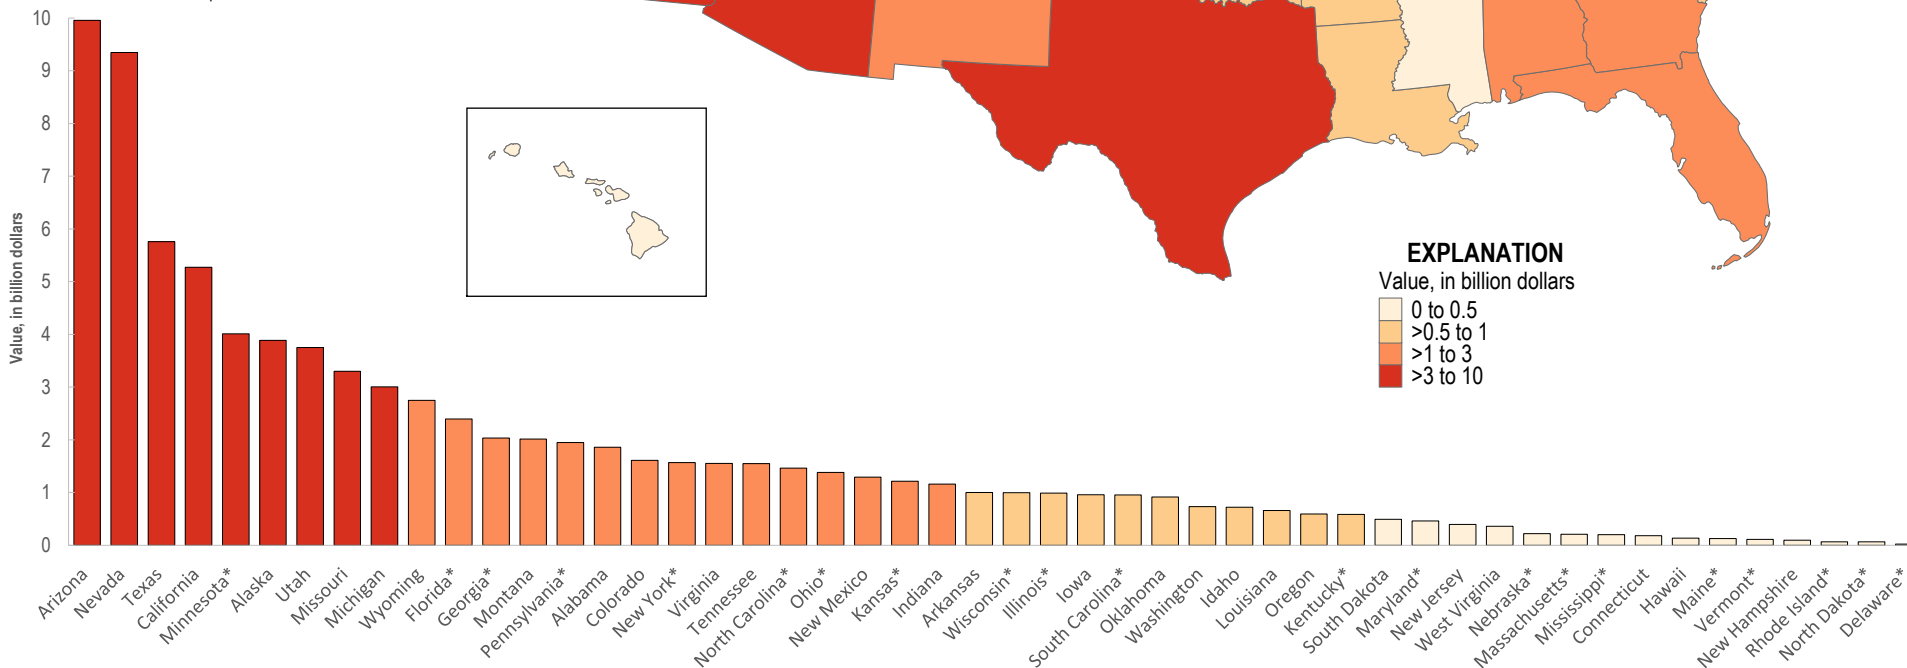 10
9
8
7
6
5
4
3
2
1
0
Value, in billion dollars
EXPLANATION
Value, in billion dollars
0 to 0.5
>0.5 to 1
>1 to 3
>3 to 10
Arizona
Nevada
Texas
California
Minnesota*
Alaska
Utah
Missouri
Michigan
Wyoming
Florida*
Georgia*
Montana
Pennsylvania*
Alabama
Colorado
New York*
Virginia
Tennessee
North Carolina*
Ohio*
New Mexico
Kansas*
Indiana
Arkansas
Wisconsin*
Illinois*
Iowa
South Carolina*
Oklahoma
Washington
Idaho
Louisiana
Oregon
Kentucky*
South Dakota
Maryland*
New Jersey
West Virginia
Nebraska*
Massachusetts*
Mississippi*
Connecticut
Hawaii
Maine*
Vermont*
New Hampshire
Rhode Island*
North Dakota*
Delaware*